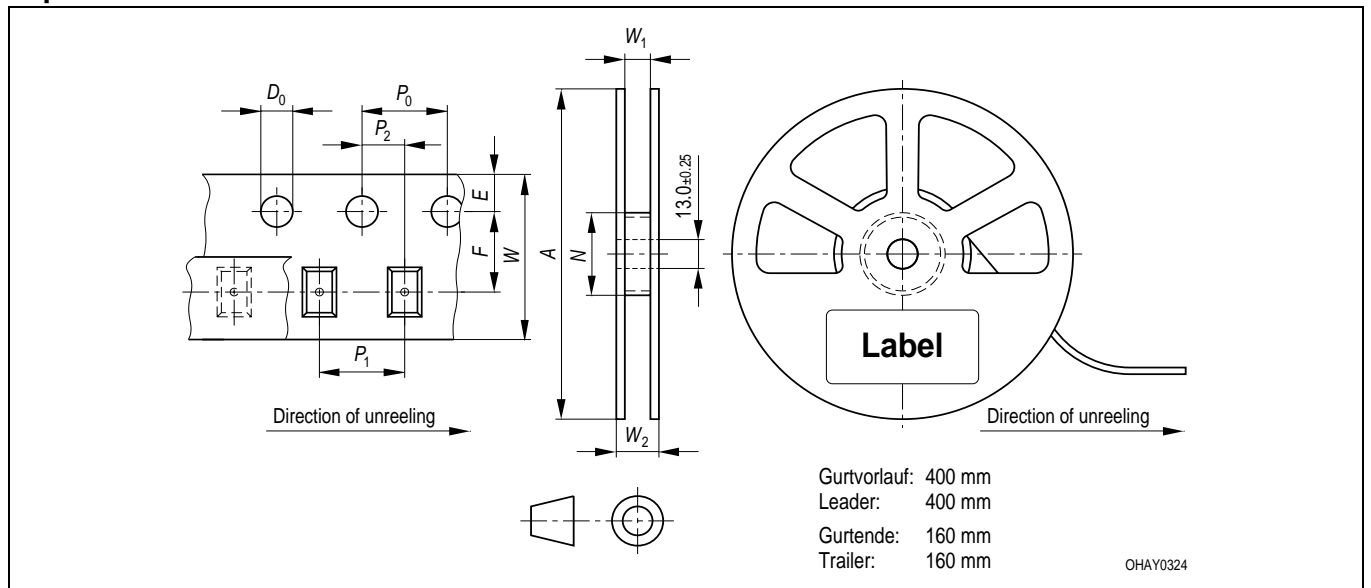 W₁
D₀
P₀
P₂
E
F
W
A
N
13.0±0.25
P₁
Label
Direction of unreeling
W₂
Direction of unreeling
Gurtvorlauf: 400 mm
Leader: 400 mm
Gurtende: 160 mm
Trailer: 160 mm
OHAY0324